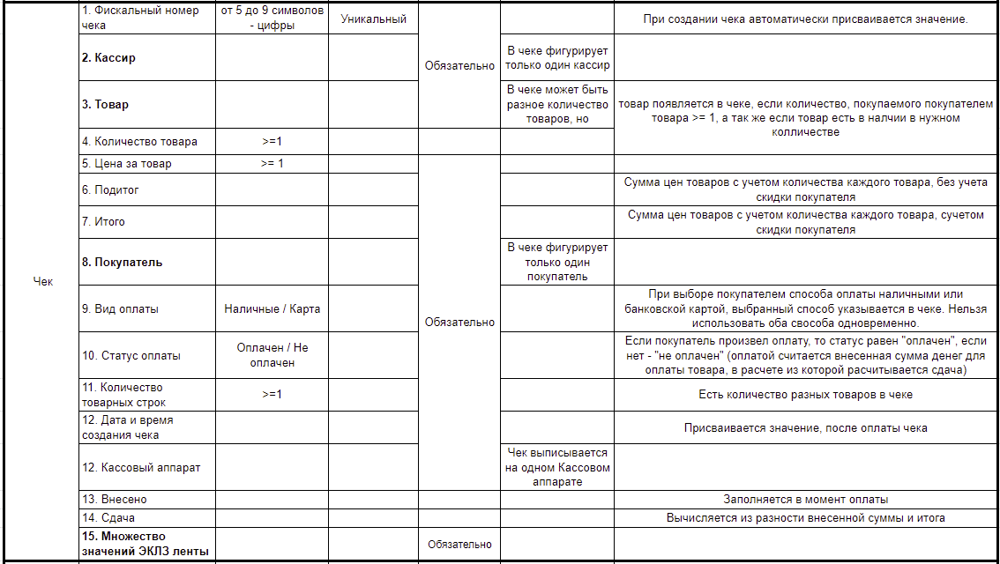 1. Фискальный номер
чека
от 5 до 9 символов
- цифры
Уникальный
Обязательно
При создании чека автоматически присваивается значение.
2. Кассир
В чеке фигурирует
только один кассир
3. Товар
В чеке может быть
разное количество
товаров, но
товар появляется в чеке, если количество, покупаемого покупателем
товара >= 1, а так же если товар есть в налчии в нужном
колличестве
4. Количество товара
>=1
5. Цена за товар
>= 1
6. Подитог
Сумма цен товаров с учетом количества каждого товара, без учета
скидки покупателя
7. Итого
Сумма цен товаров с учетом количества каждого товара, сучетом
скидки покупателя
8. Покупатель
В чеке фигурирует
только один
покупатель
Чек
9. Вид оплаты
Наличные / Карта
Обязательно
При выборе покупателем способа оплаты наличными или
банковской картой, выбранный способ указывается в чеке. Нельзя
использовать оба свособа одновременно.
10. Статус оплаты
Оплачен / Не
оплачен
Если покупатель произвел оплату, то статус равен "оплачен", если
нет - "не оплачен" (оплатой считается внесенная сумма денег для
оплаты товара, в расчете из которой расчитывается сдача)
11. Количество
товарных строк
>=1
Есть количество разных товаров в чеке
12. Дата и время
создания чека
Присваивается значение, после оплаты чека
12. Кассовый аппарат
Чек выписывается
на одном Кассовом
аппарате
13. Внесено
Заполняется в момент оплаты
14. Сдача
Вычисляется из разности внесенной суммы и итога
15. Множество
значений ЭКЛЗ ленты
Обязательно